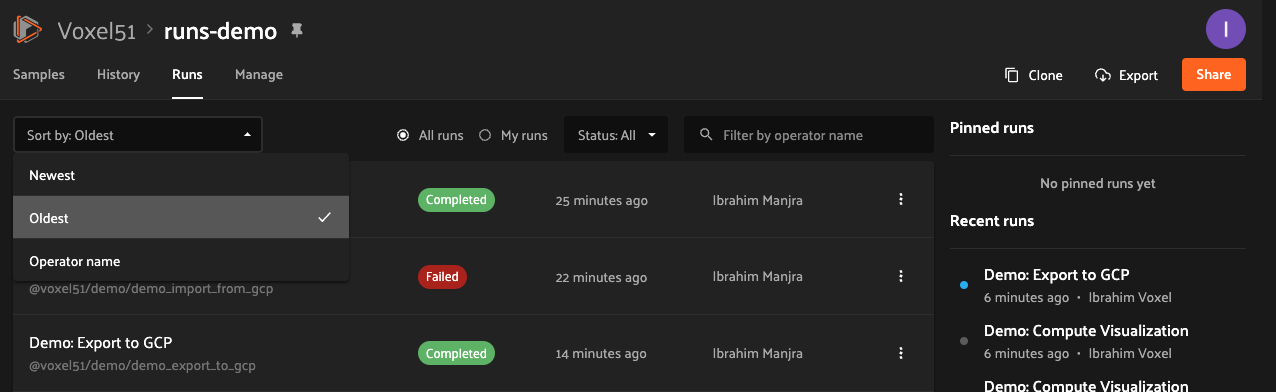 Voxel51 > runs-demo
I
Samples History Runs Manage
Clone Export Share
Sort by: Oldest
All runs My runs Status: All Filter by operator name
Newest
Oldest
Operator name
Completed 25 minutes ago Ibrahim Manjra
Failed 22 minutes ago Ibrahim Manjra
@voxel51/demo/demo_import_from_gcp
Demo: Export to GCP
@voxel51/demo/demo_export_to_gcp
Completed 14 minutes ago Ibrahim Manjra
Pinned runs
No pinned runs yet
Recent runs
Demo: Export to GCP
6 minutes ago • Ibrahim Voxel
Demo: Compute Visualization
6 minutes ago • Ibrahim Voxel
Demo: Compute Visualization